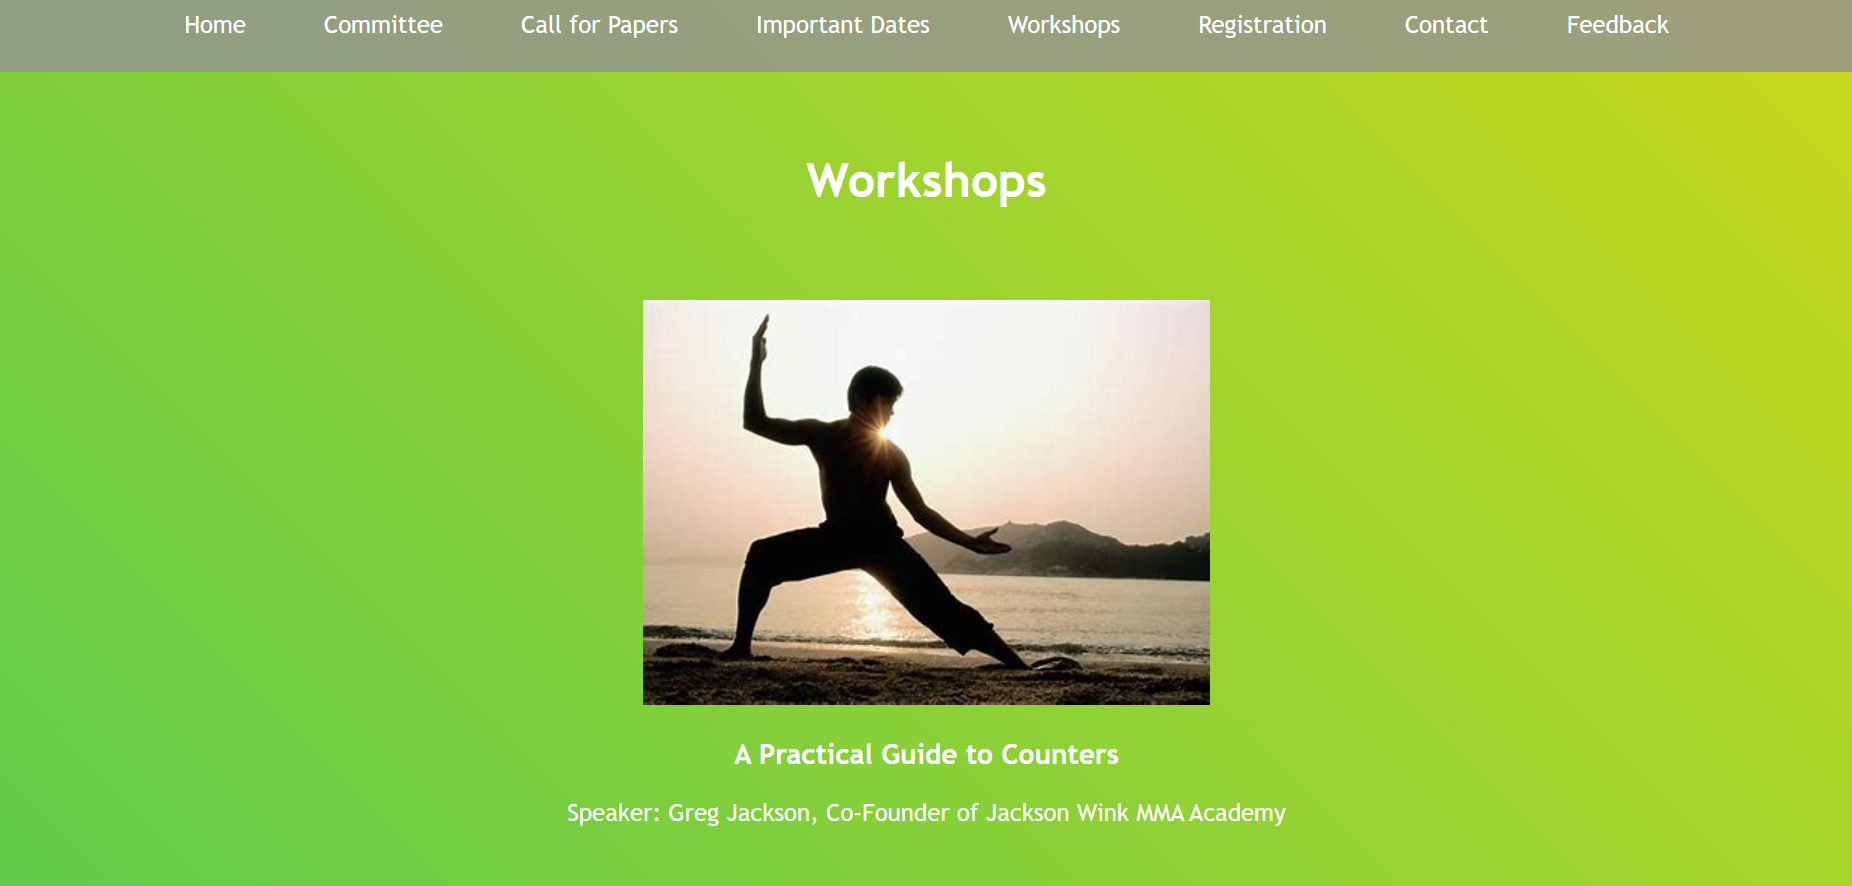 Home Committee Call for Papers Important Dates Workshops Registration Contact Feedback
Workshops
A Practical Guide to Counters
Speaker: Greg Jackson, Co-Founder of Jackson Wink MMA Academy